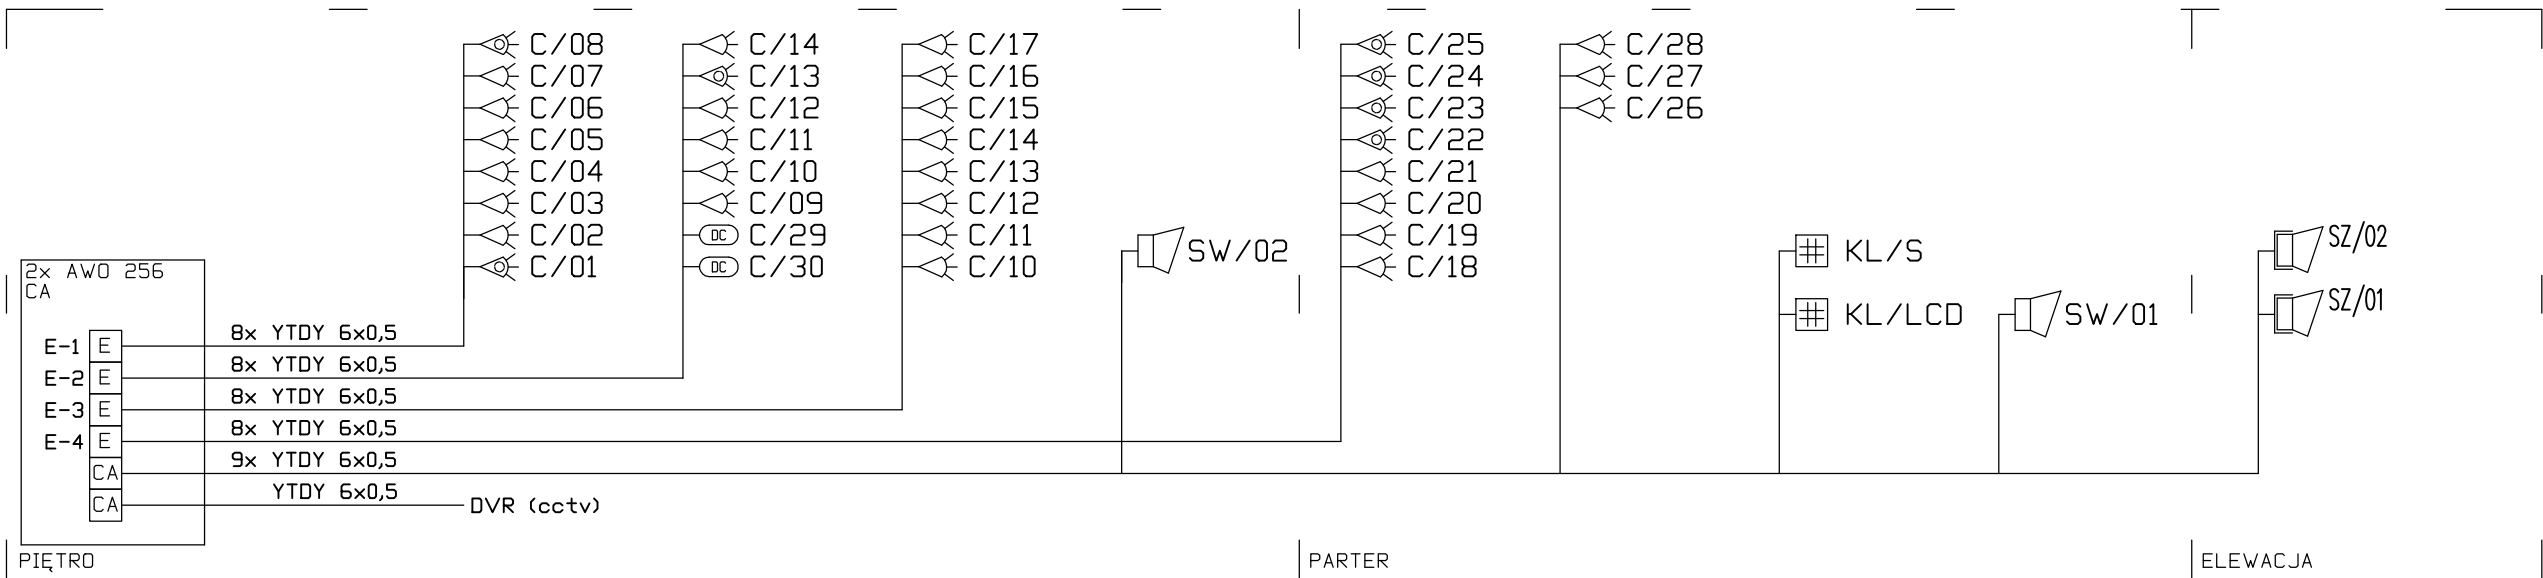 C/08
C/07
C/06
C/05
C/04
C/03
C/02
C/01
C/14
C/13
C/12
C/11
C/10
C/09
DC C/29
DC C/30
C/17
C/16
C/15
C/14
C/13
C/12
C/11
C/10
SW/02
C/25
C/24
C/23
C/22
C/21
C/20
C/19
C/18
C/28
C/27
C/26
KL/S
KL/LCD
SW/01
SZ/02
SZ/01
2x AWO 256
CA
E-1 E 8x YTDY 6x0,5
E-2 E 8x YTDY 6x0,5
E-3 E 8x YTDY 6x0,5
E-4 E 8x YTDY 6x0,5
CA 9x YTDY 6x0,5
CA YTDY 6x0,5 DVR (cctv)
PIĘTRO
PARTER
ELEWACJA